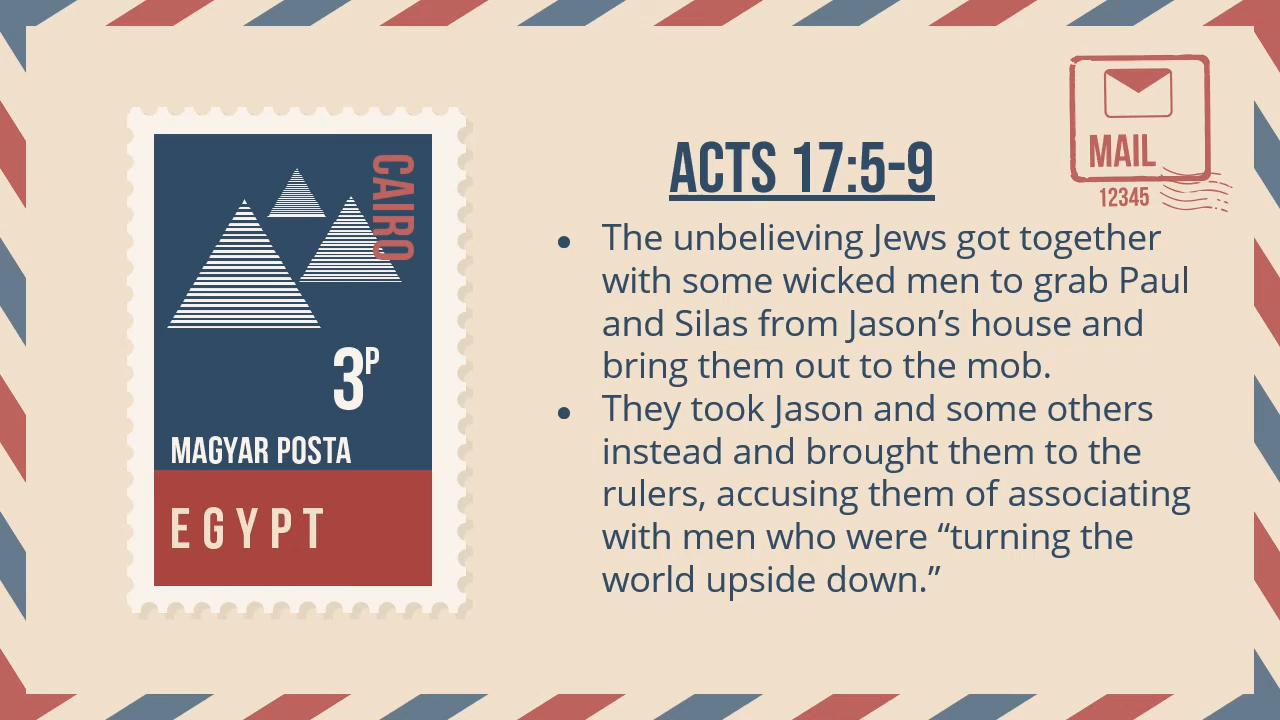 CAIRO
3P
MAGYAR POSTA
EGYPT
MAIL
12345
ACTS 17:5-9
• The unbelieving Jews got together
with some wicked men to grab Paul
and Silas from Jason’s house and
bring them out to the mob.
• They took Jason and some others
instead and brought them to the
rulers, accusing them of associating
with men who were “turning the
world upside down.”